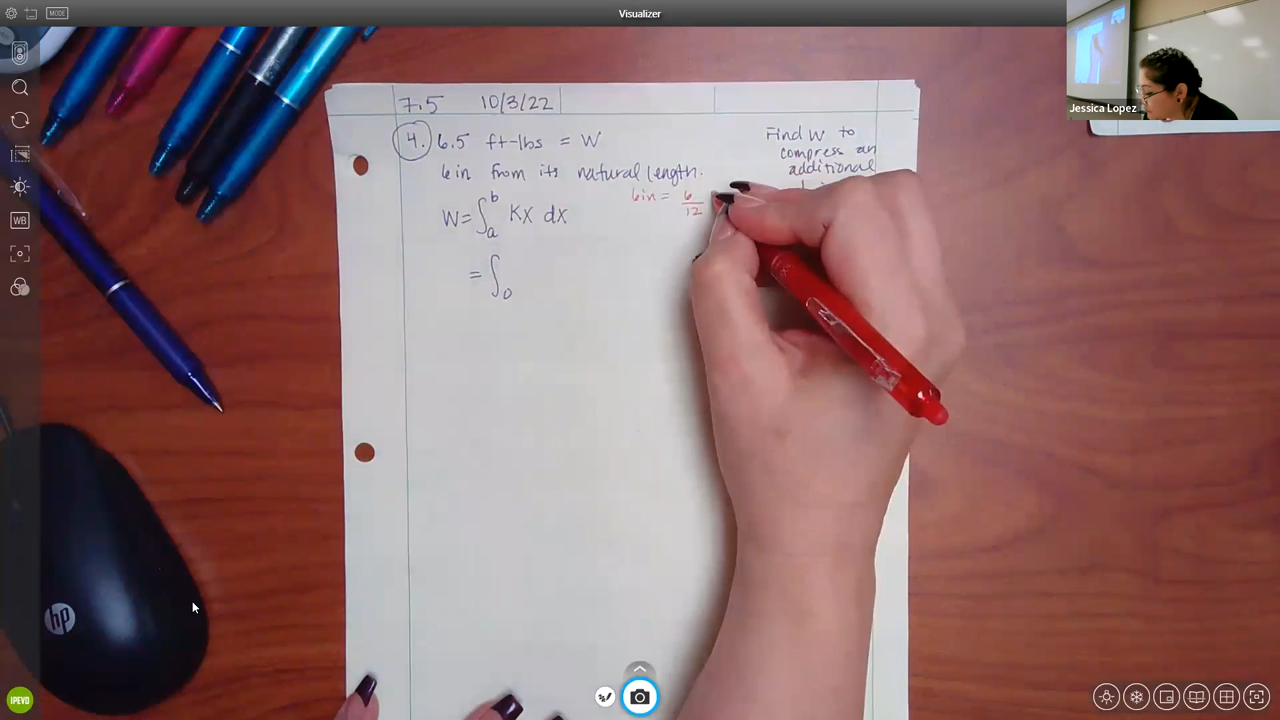 MODE
Visualizer
WB
Jessica Lopez
7.5 10/3/22
4. 6.5 ft-lbs = W
6in from its natural length.
Find W to
compress an
additional
6in = 6/12
W = ∫_a^b Kx dx
= ∫_0
hp
IPEVO